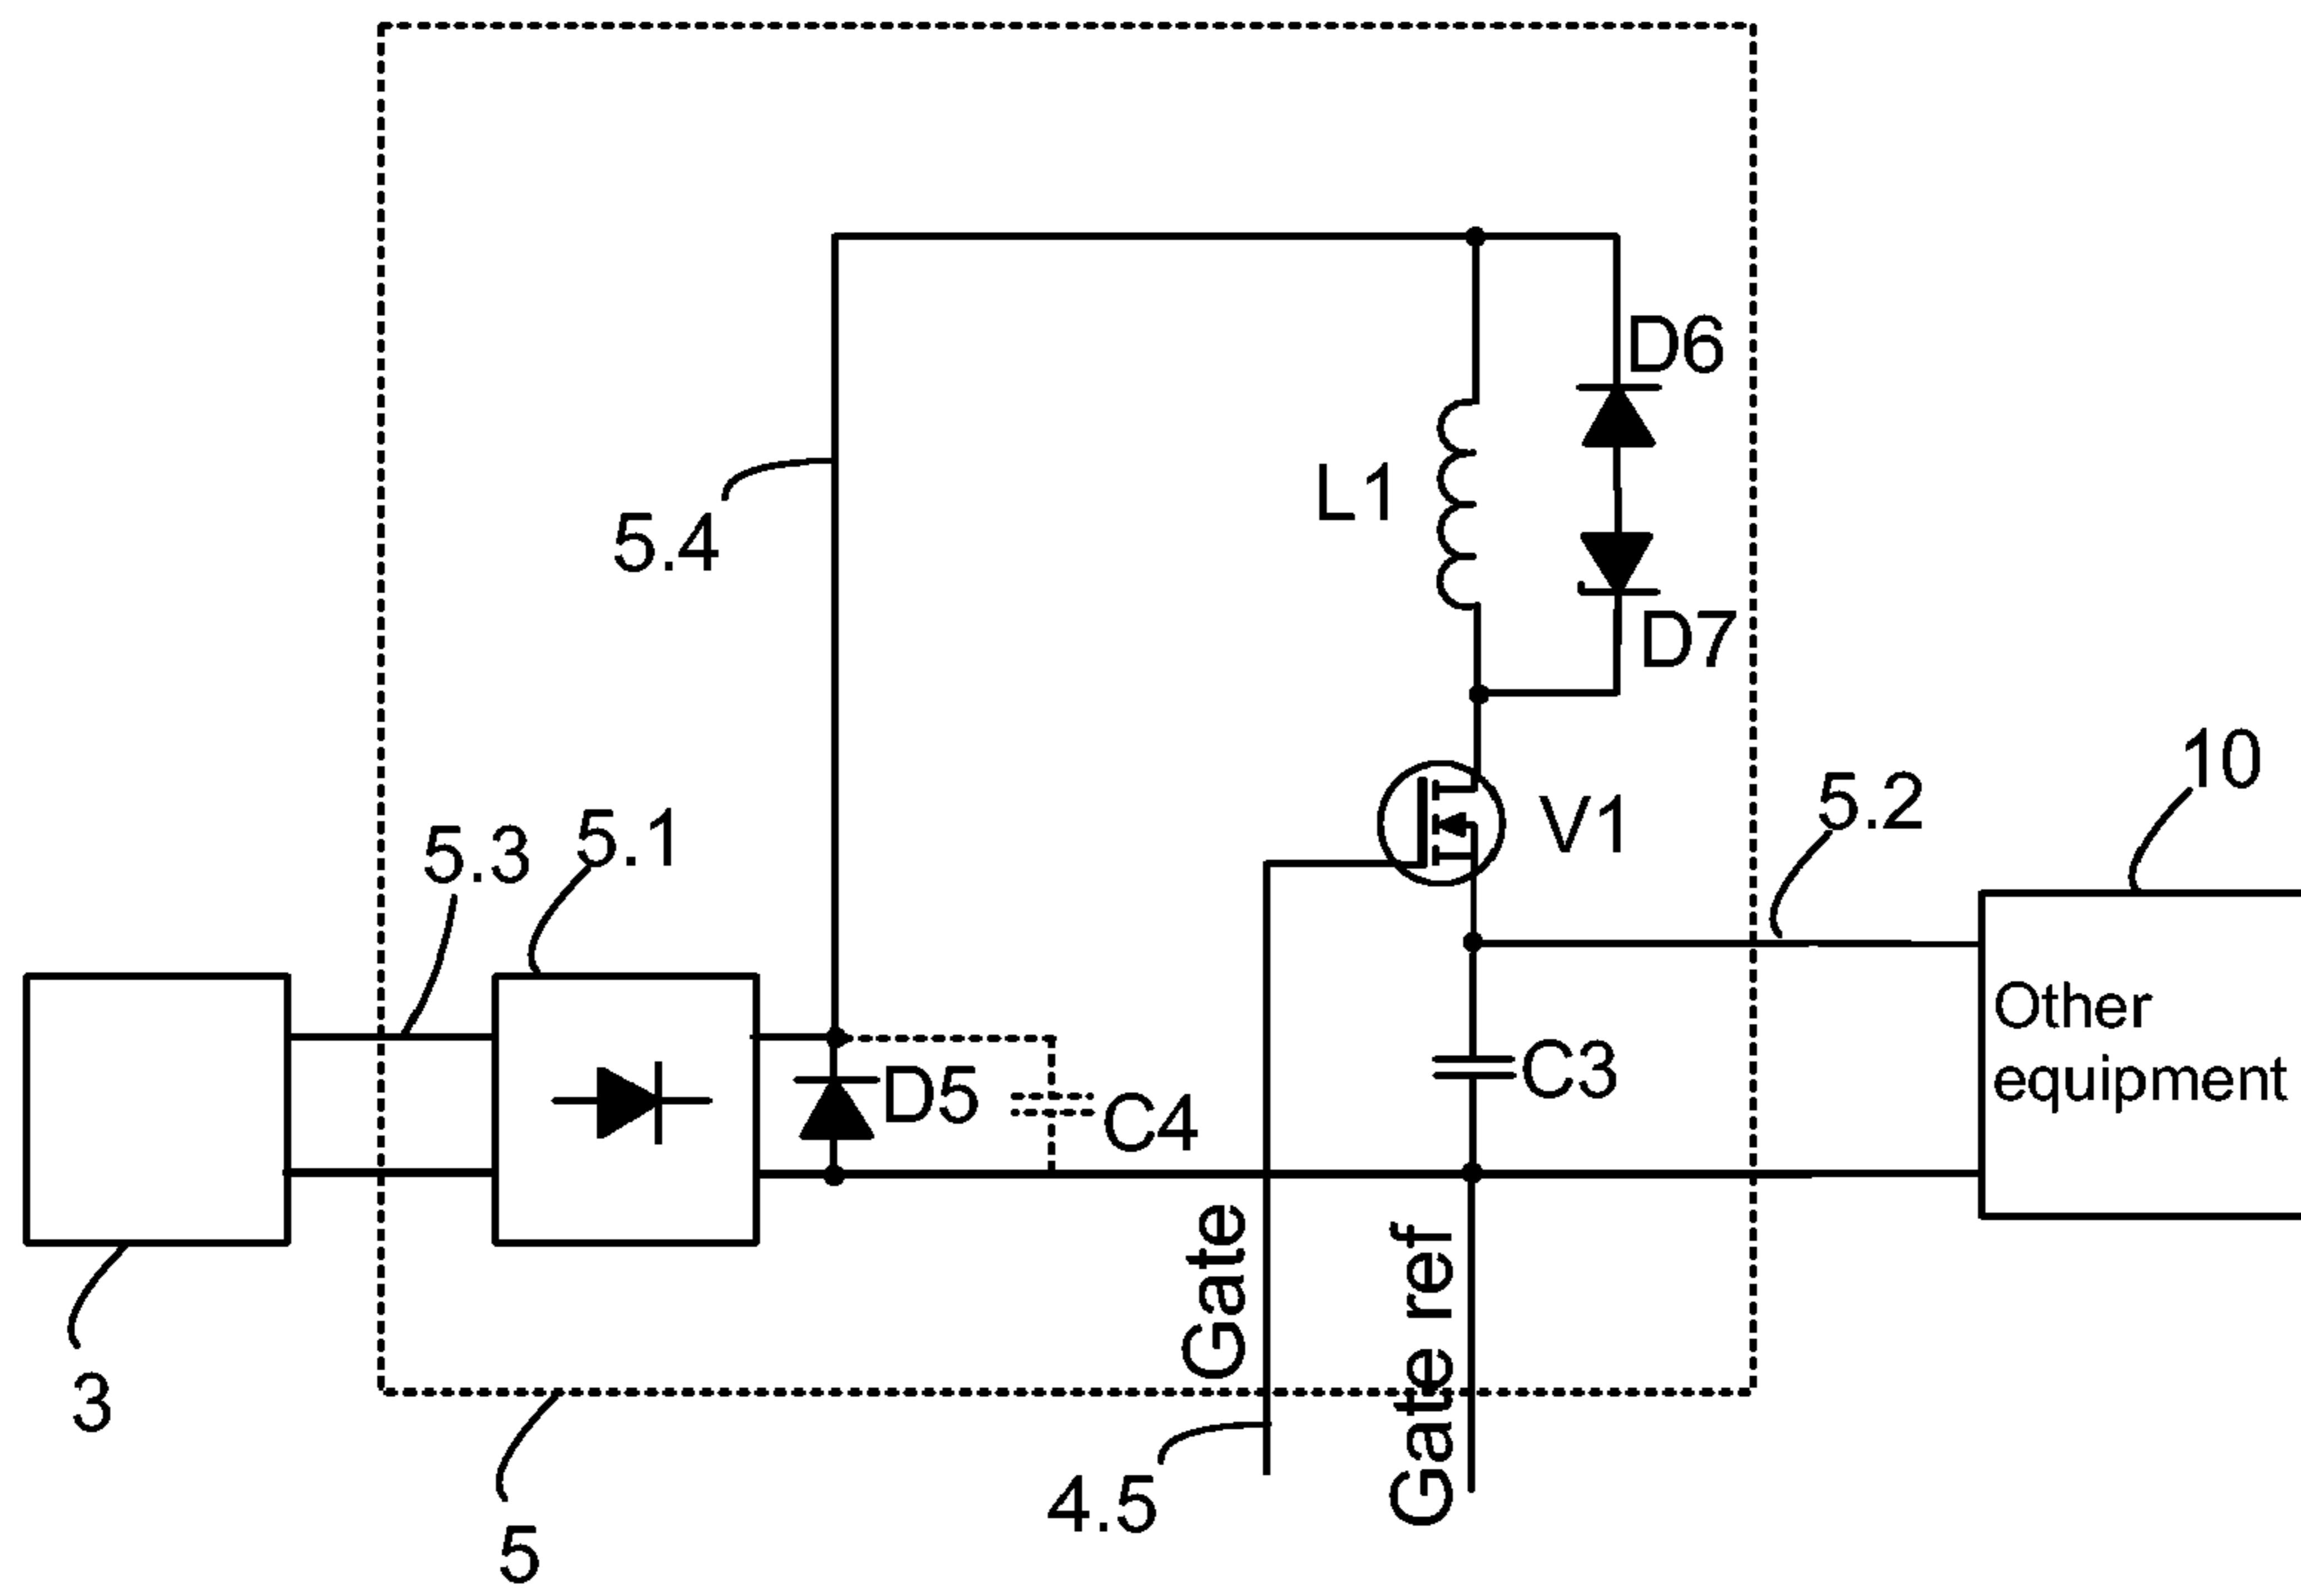 D6
L1
5.4
D7
10
5.2
V1
5.1
5.3
Other
equipment
C3
D5
C4
Gate
Gate ref
3
4.5
5